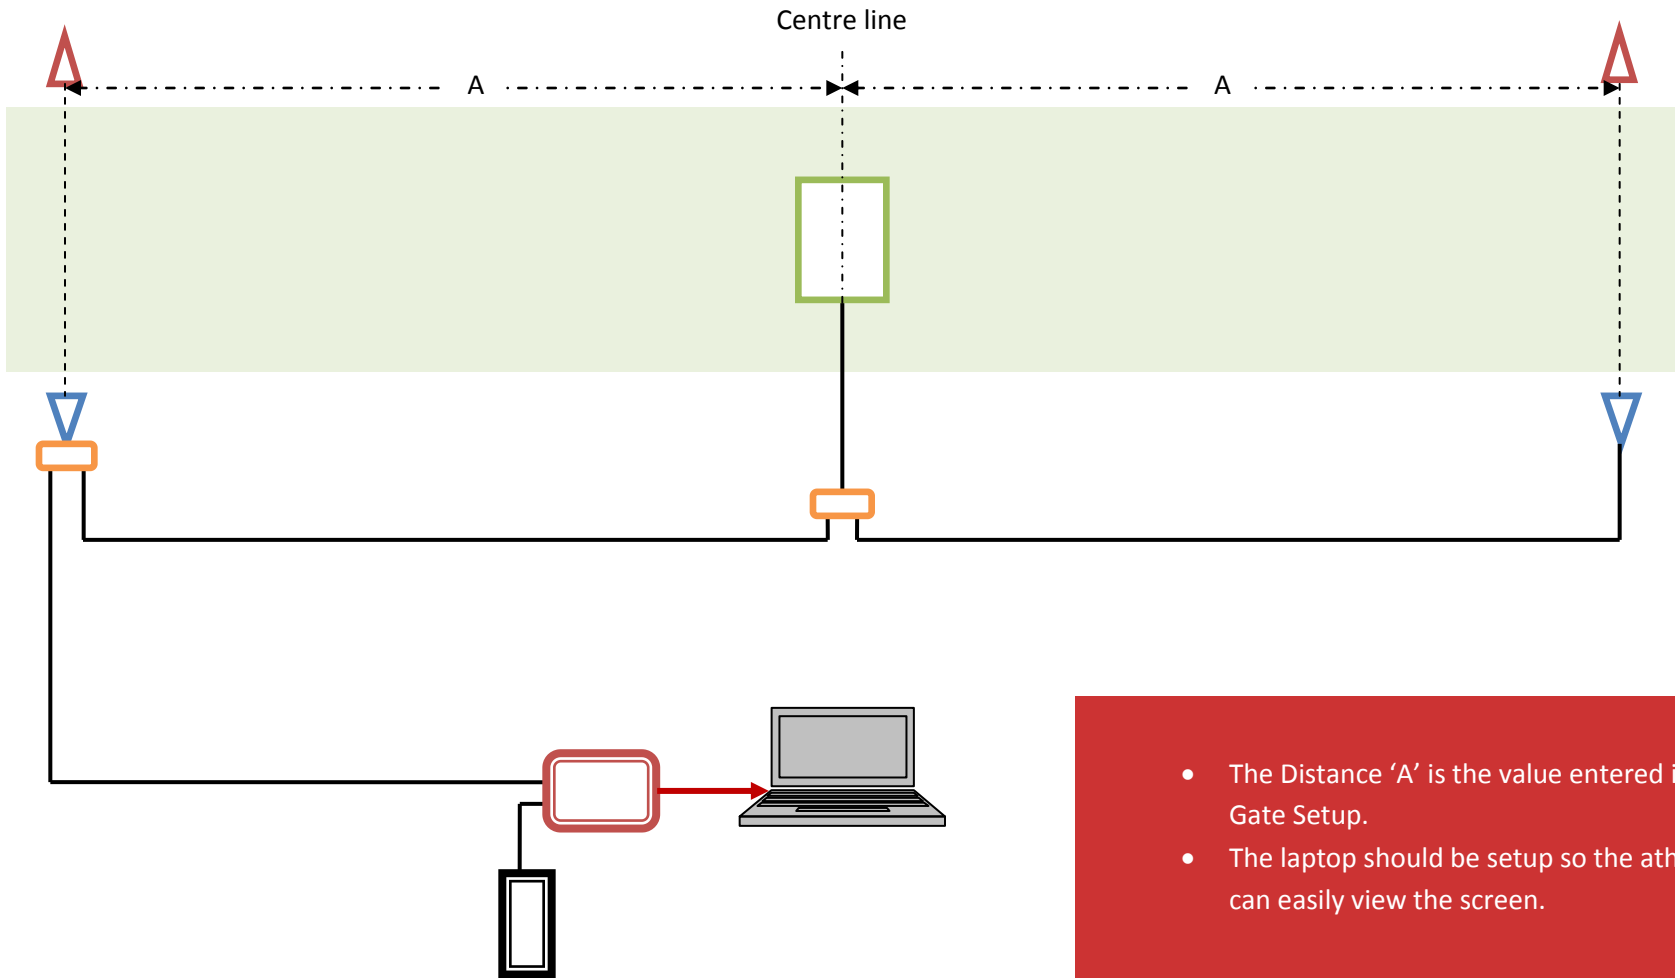 Centre line
A A
• The Distance ‘A’ is the value entered
Gate Setup.
• The laptop should be setup so the
can easily view the screen.